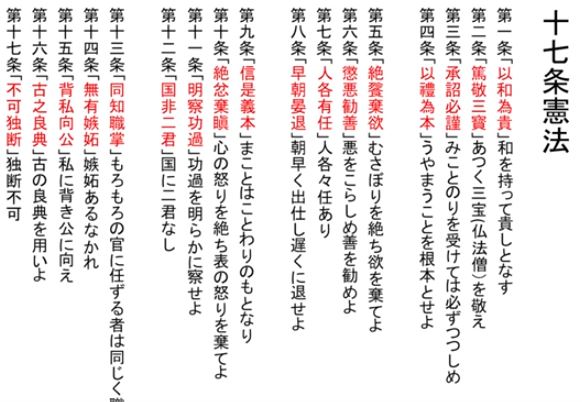 十七条憲法
第一条「以和為貴」和を持って貴しとなす
第二条「篤敬三寶」あつく三宝(仏法僧)を敬え
第三条「承詔必謹」みことのりを受けては必ずつつしめ
第四条「以禮為本」うやまうことを根本とせよ
第五条「絶餮棄欲」むさぼりを絶ち欲を棄てよ
第六条「懲悪勧善」悪をこらしめ善を勧めよ
第七条「人各有任」人各々任あり
第八条「早朝晏退」朝早く出仕し遅くに退せよ
第九条「信是義本」まことはことわりのもとなり
第十条「絶忿棄瞋」心の怒りを絶ち表の怒りを棄てよ
第十一条「明察功過」功過を明らかに察せよ
第十二条「国非二君」国に二君なし
第十三条「同知職掌」もろもろの官に任ずる者は同じく
第十四条「無有嫉妬」嫉妬あるなかれ
第十五条「背私向公」私に背き公に向え
第十六条「古之良典」古の良典を用いよ
第十七条「不可独断」独断不可